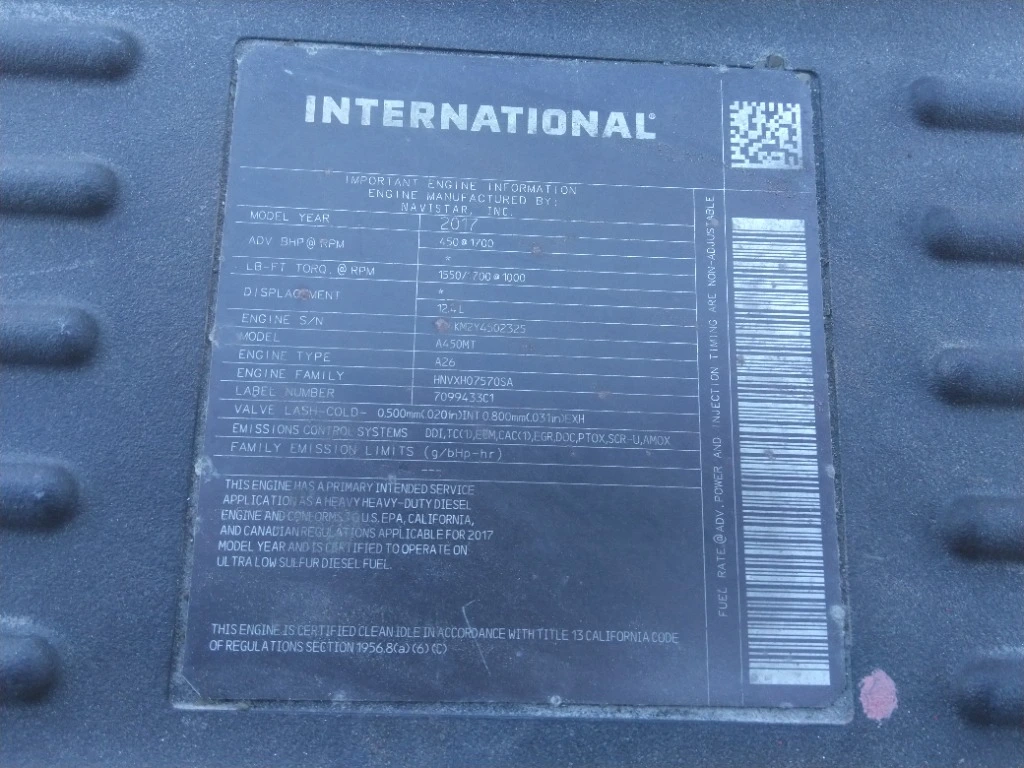 INTERNATIONAL®
IMPORTANT ENGINE INFORMATION
ENGINE MANUFACTURED BY:
NAVISTAR, INC.
MODEL YEAR 2017
ADV BHP@RPM 450@1700
*
LB-FT TORQ.@RPM @1000
*
DISPLACEMENT 12.4L
ENGINE S/N KM2Y4502325
MODEL A450MT
ENGINE TYPE A26
ENGINE FAMILY HNVXH07570SA
LABEL NUMBER 7099433C1
VALVE LASH-COLD- 0.500mm(.020in)INT 0.800mm(.031in)EXH
EMISSIONS CONTROL SYSTEMS DDI,TC(1),ECM,CAC(1),EGR,DOC,PTOX,SCR-U,AMOX
FAMILY EMISSION LIMITS (g/bHp-hr)
---
THIS ENGINE HAS A PRIMARY INTENDED SERVICE
APPLICATION AS A HEAVY HEAVY-DUTY DIESEL
ENGINE AND CONFORMS TO U.S. EPA, CALIFORNIA,
AND CANADIAN REGULATIONS APPLICABLE FOR 2017
MODEL YEAR AND IS CERTIFIED TO OPERATE ON
ULTRA LOW SULFUR DIESEL FUEL.
THIS ENGINE IS CERTIFIED CLEAN IDLE IN ACCORDANCE WITH TITLE 13 CALIFORNIA CODE
OF REGULATIONS SECTION 1956.8(a)(6)(C)
FUEL RATE@ADV.POWER AND INJECTION TIMING ARE NON-ADJUSTABLE